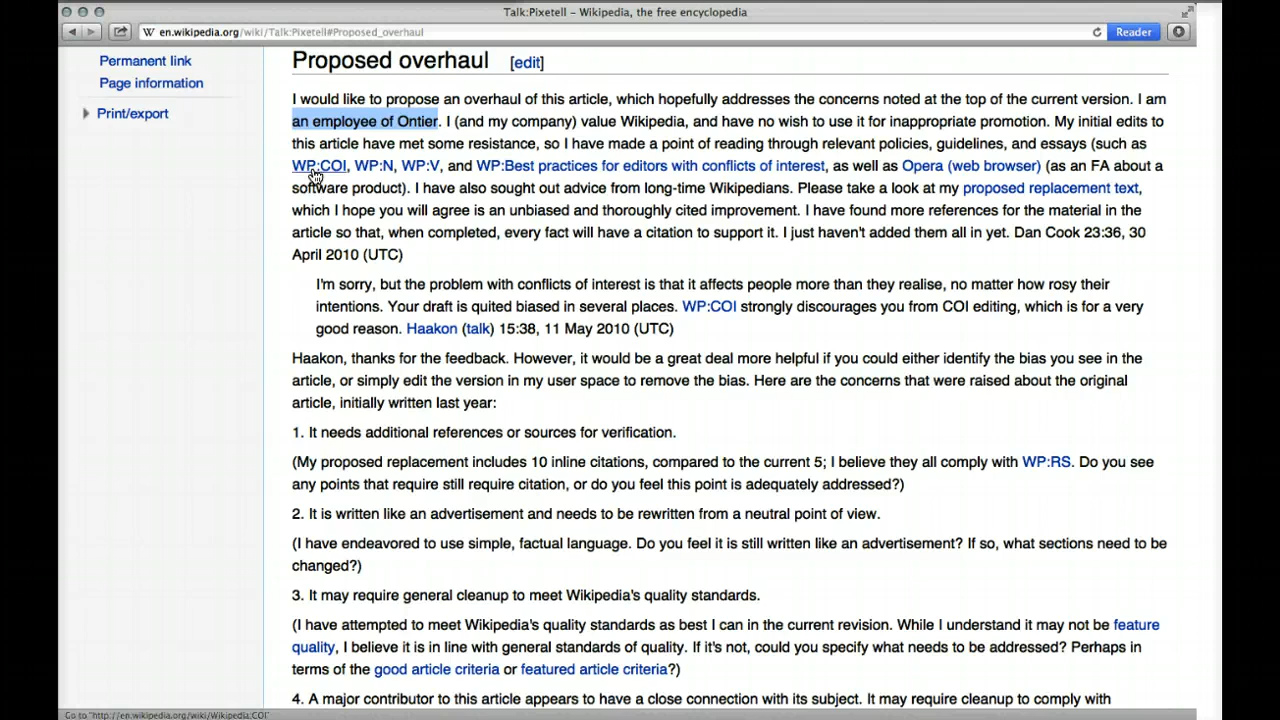 Talk:Pixetell – Wikipedia, the free encyclopedia
W en.wikipedia.org/wiki/Talk:Pixetell#Proposed_overhaul
Reader
Permanent link
Page information
Print/export
Proposed overhaul [edit]
I would like to propose an overhaul of this article, which hopefully addresses the concerns noted at the top of the current version. I am
an employee of Ontier. I (and my company) value Wikipedia, and have no wish to use it for inappropriate promotion. My initial edits to
this article have met some resistance, so I have made a point of reading through relevant policies, guidelines, and essays (such as
WP:COI, WP:N, WP:V, and WP:Best practices for editors with conflicts of interest, as well as Opera (web browser) (as an FA about a
software product). I have also sought out advice from long-time Wikipedians. Please take a look at my proposed replacement text,
which I hope you will agree is an unbiased and thoroughly cited improvement. I have found more references for the material in the
article so that, when completed, every fact will have a citation to support it. I just haven't added them all in yet. Dan Cook 23:36, 30
April 2010 (UTC)
I'm sorry, but the problem with conflicts of interest is that it affects people more than they realise, no matter how rosy their
intentions. Your draft is quited biased in several places. WP:COI strongly discourages you from COI editing, which is for a very
good reason. Haakon (talk) 15:38, 11 May 2010 (UTC)
Haakon, thanks for the feedback. However, it would be a great deal more helpful if you could either identify the bias you see in the
article, or simply edit the version in my user space to remove the bias. Here are the concerns that were raised about the original
article, initially written last year:
1. It needs additional references or sources for verification.
(My proposed replacement includes 10 inline citations, compared to the current 5; I believe they all comply with WP:RS. Do you see
any points that require still require citation, or do you feel this point is adequately addressed?)
2. It is written like an advertisement and needs to be rewritten from a neutral point of view.
(I have endeavored to use simple, factual language. Do you feel it is still written like an advertisement? If so, what sections need to be
changed?)
3. It may require general cleanup to meet Wikipedia's quality standards.
(I have attempted to meet Wikipedia's quality standards as best I can in the current revision. While I understand it may not be feature
quality, I believe it is in line with general standards of quality. If it's not, could you specify what needs to be addressed? Perhaps in
terms of the good article criteria or featured article criteria?)
4. A major contributor to this article appears to have a close connection with its subject. It may require cleanup to comply with
Go to "http://en.wikipedia.org/wiki/Wikipedia:COI"